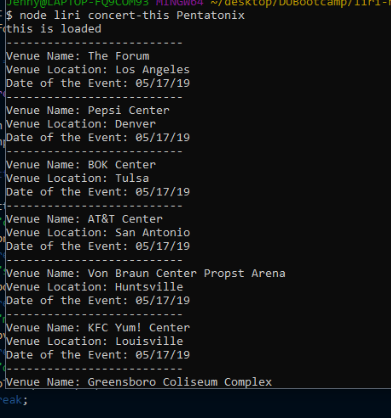 Jenny@LAPTOP-FQ9CUM93 MINGW64 ~/desktop/DUBootcamp/liri-
$ node liri concert-this Pentatonix
this is loaded
--------------------------
Venue Name: The Forum
Venue Location: Los Angeles
Date of the Event: 05/17/19
--------------------------
Venue Name: Pepsi Center
Venue Location: Denver
Date of the Event: 05/17/19
--------------------------
Venue Name: BOK Center
Venue Location: Tulsa
Date of the Event: 05/17/19
--------------------------
Venue Name: AT&T Center
Venue Location: San Antonio
Date of the Event: 05/17/19
--------------------------
Venue Name: Von Braun Center Propst Arena
Venue Location: Huntsville
Date of the Event: 05/17/19
--------------------------
Venue Name: KFC Yum! Center
Venue Location: Louisville
Date of the Event: 05/17/19
--------------------------
Venue Name: Greensboro Coliseum Complex
reak;